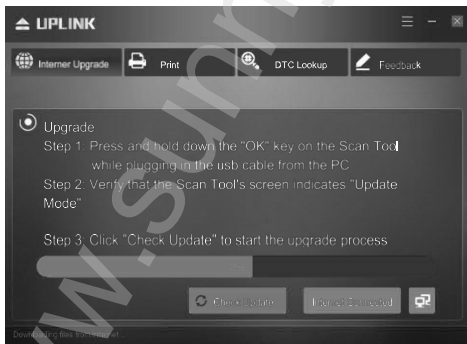 UPLINK
Internet Upgrade Print DTC Lookup Feedback
Upgrade
Step 1. Press and hold down the "OK" key on the Scan Tool
while plugging in the usb cable from the PC
Step 2. Verify that the Scan Tool's screen indicates "Update
Mode"
Step 3. Click "Check Update" to start the upgrade process
Check Update Internet Connected
Downloading files from internet...
www.sunn